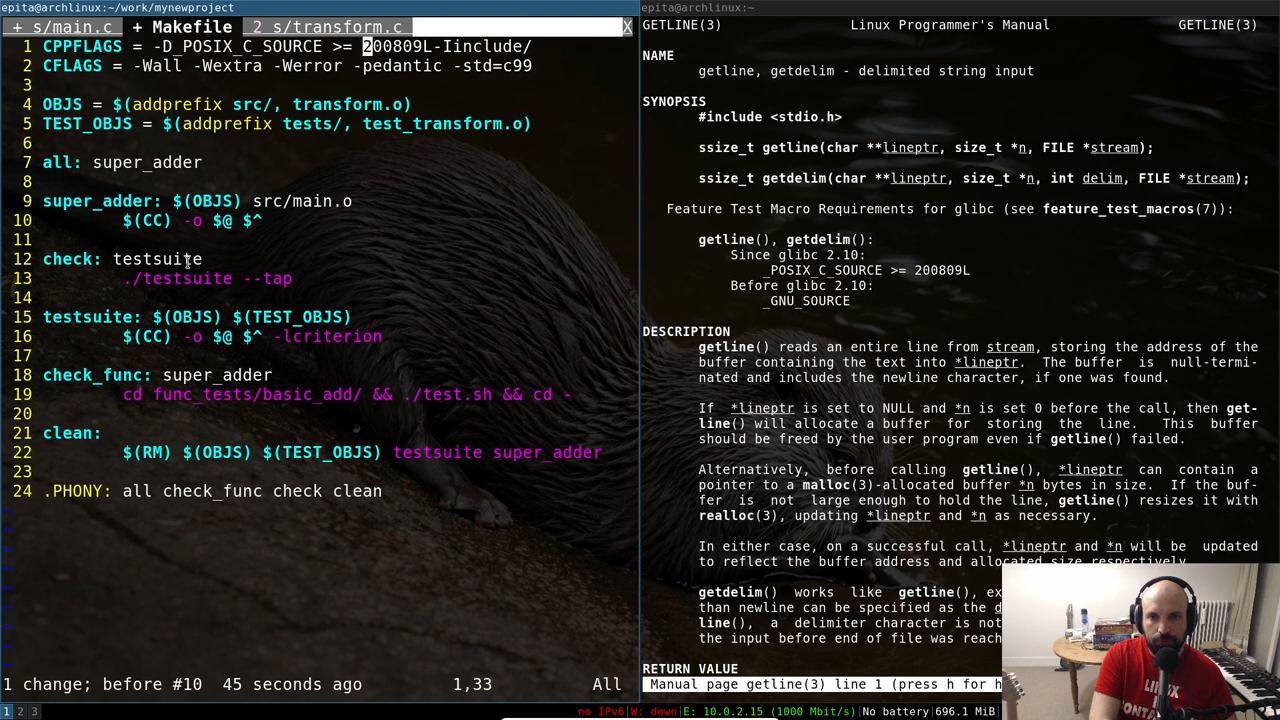 epita@archlinux:~/work/mynewproject
+ s/main.c + Makefile 2 s/transform.c X
1 CPPFLAGS = -D_POSIX_C_SOURCE >= 200809L-Iinclude/
2 CFLAGS = -Wall -Wextra -Werror -pedantic -std=c99
3
4 OBJS = $(addprefix src/, transform.o)
5 TEST_OBJS = $(addprefix tests/, test_transform.o)
6
7 all: super_adder
8
9 super_adder: $(OBJS) src/main.o
10 $(CC) -o $@ $^
11
12 check: testsuite
13 ./testsuite --tap
14
15 testsuite: $(OBJS) $(TEST_OBJS)
16 $(CC) -o $@ $^ -lcriterion
17
18 check_func: super_adder
19 cd func_tests/basic_add/ && ./test.sh && cd -
20
21 clean:
22 $(RM) $(OBJS) $(TEST_OBJS) testsuite super_adder
23
24 .PHONY: all check_func check clean
~
~
~
~
~
~
~
~
~
1 change; before #10 45 seconds ago 1,33 All
epita@archlinux:~
GETLINE(3) Linux Programmer's Manual GETLINE(3)
NAME
getline, getdelim - delimited string input
SYNOPSIS
#include <stdio.h>
ssize_t getline(char **lineptr, size_t *n, FILE *stream);
ssize_t getdelim(char **lineptr, size_t *n, int delim, FILE *stream);
Feature Test Macro Requirements for glibc (see feature_test_macros(7)):
getline(), getdelim():
Since glibc 2.10:
_POSIX_C_SOURCE >= 200809L
Before glibc 2.10:
_GNU_SOURCE
DESCRIPTION
getline() reads an entire line from stream, storing the address of the
buffer containing the text into *lineptr. The buffer is null-termi-
nated and includes the newline character, if one was found.
If *lineptr is set to NULL and *n is set 0 before the call, then get-
line() will allocate a buffer for storing the line. This buffer
should be freed by the user program even if getline() failed.
Alternatively, before calling getline(), *lineptr can contain a
pointer to a malloc(3)-allocated buffer *n bytes in size. If the buf-
fer is not large enough to hold the line, getline() resizes it with
realloc(3), updating *lineptr and *n as necessary.
In either case, on a successful call, *lineptr and *n will be updated
to reflect the buffer address and allocated size respectively.
getdelim() works like getline(), ex
than newline can be specified as the d
line(), a delimiter character is not
the input before end of file was reach
RETURN VALUE
Manual page getline(3) line 1 (press h for h
1 2 3
no IPv6|W: down|E: 10.0.2.15 (1000 Mbit/s)|No battery|696.1 MiB
LINUX